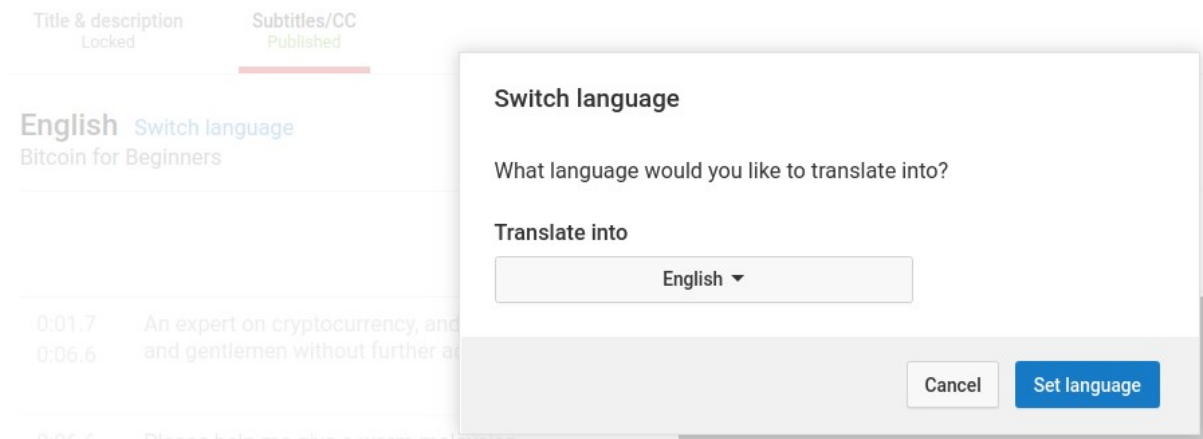 Title & description
Locked
Subtitles/CC
Published
English Switch language
Bitcoin for Beginners
0:01.7 An expert on cryptocurrency, and
0:06.6 and gentlemen without further
Switch language
What language would you like to translate into?
Translate into
English
Cancel
Set language